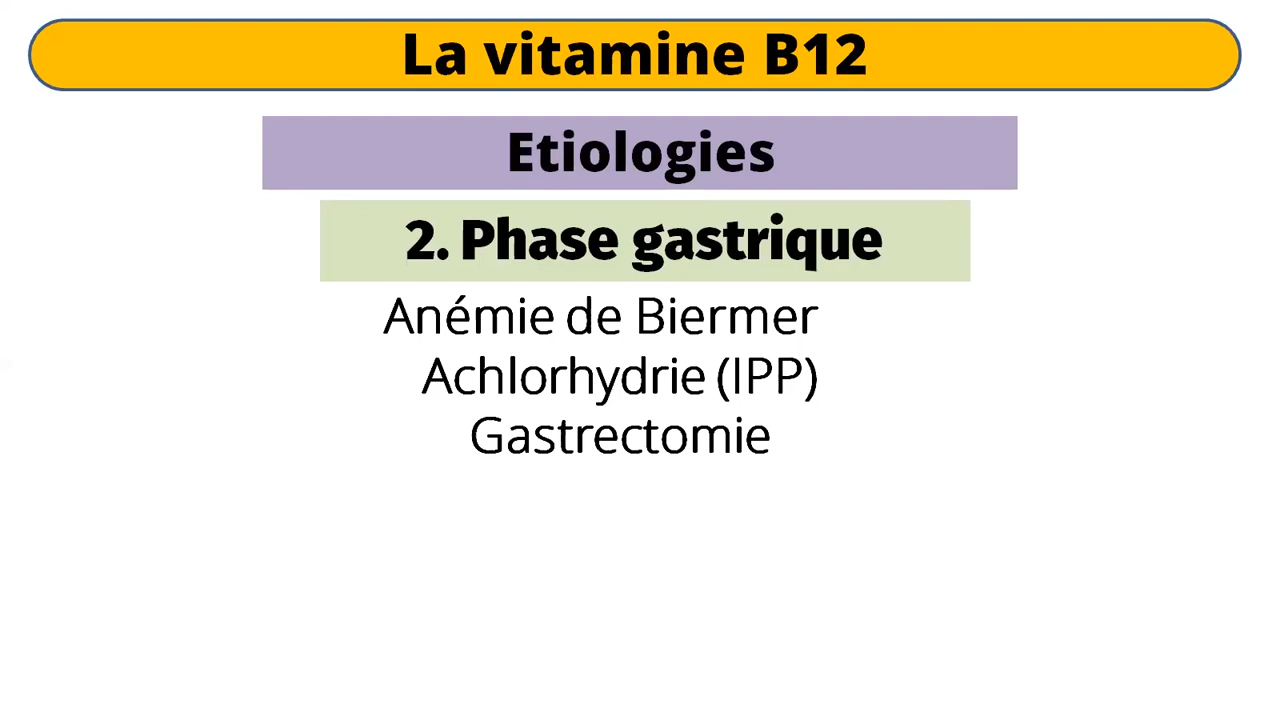 La vitamine B12
Etiologies
2. Phase gastrique
Anémie de Biermer
Achlorhydrie (IPP)
Gastrectomie